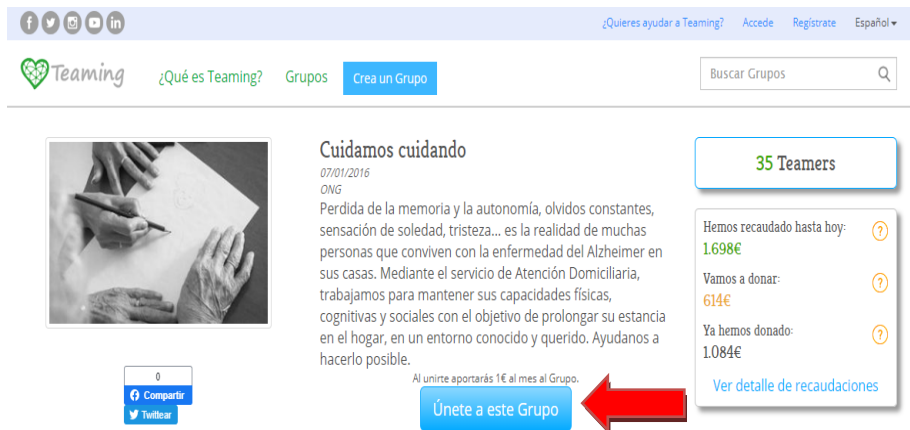 ¿Quieres ayudar a Teaming? Accede Regístrate Español
Teaming ¿Qué es Teaming? Grupos Crea un Grupo Buscar Grupos
Cuidamos cuidando
07/01/2016
ONG
Perdida de la memoria y la autonomía, olvidos constantes,
sensación de soledad, tristeza... es la realidad de muchas
personas que conviven con la enfermedad del Alzheimer en
sus casas. Mediante el servicio de Atención Domiciliaria,
trabajamos para mantener sus capacidades físicas,
cognitivas y sociales con el objetivo de prolongar su estancia
en el hogar, en un entorno conocido y querido. Ayudanos a
hacerlo posible.
Al unirte aportarás 1€ al mes al Grupo.
Únete a este Grupo
0
Compartir
Twittear
35 Teamers
Hemos recaudado hasta hoy: ?
1.698€
Vamos a donar: ?
614€
Ya hemos donado: ?
1.084€
Ver detalle de recaudaciones